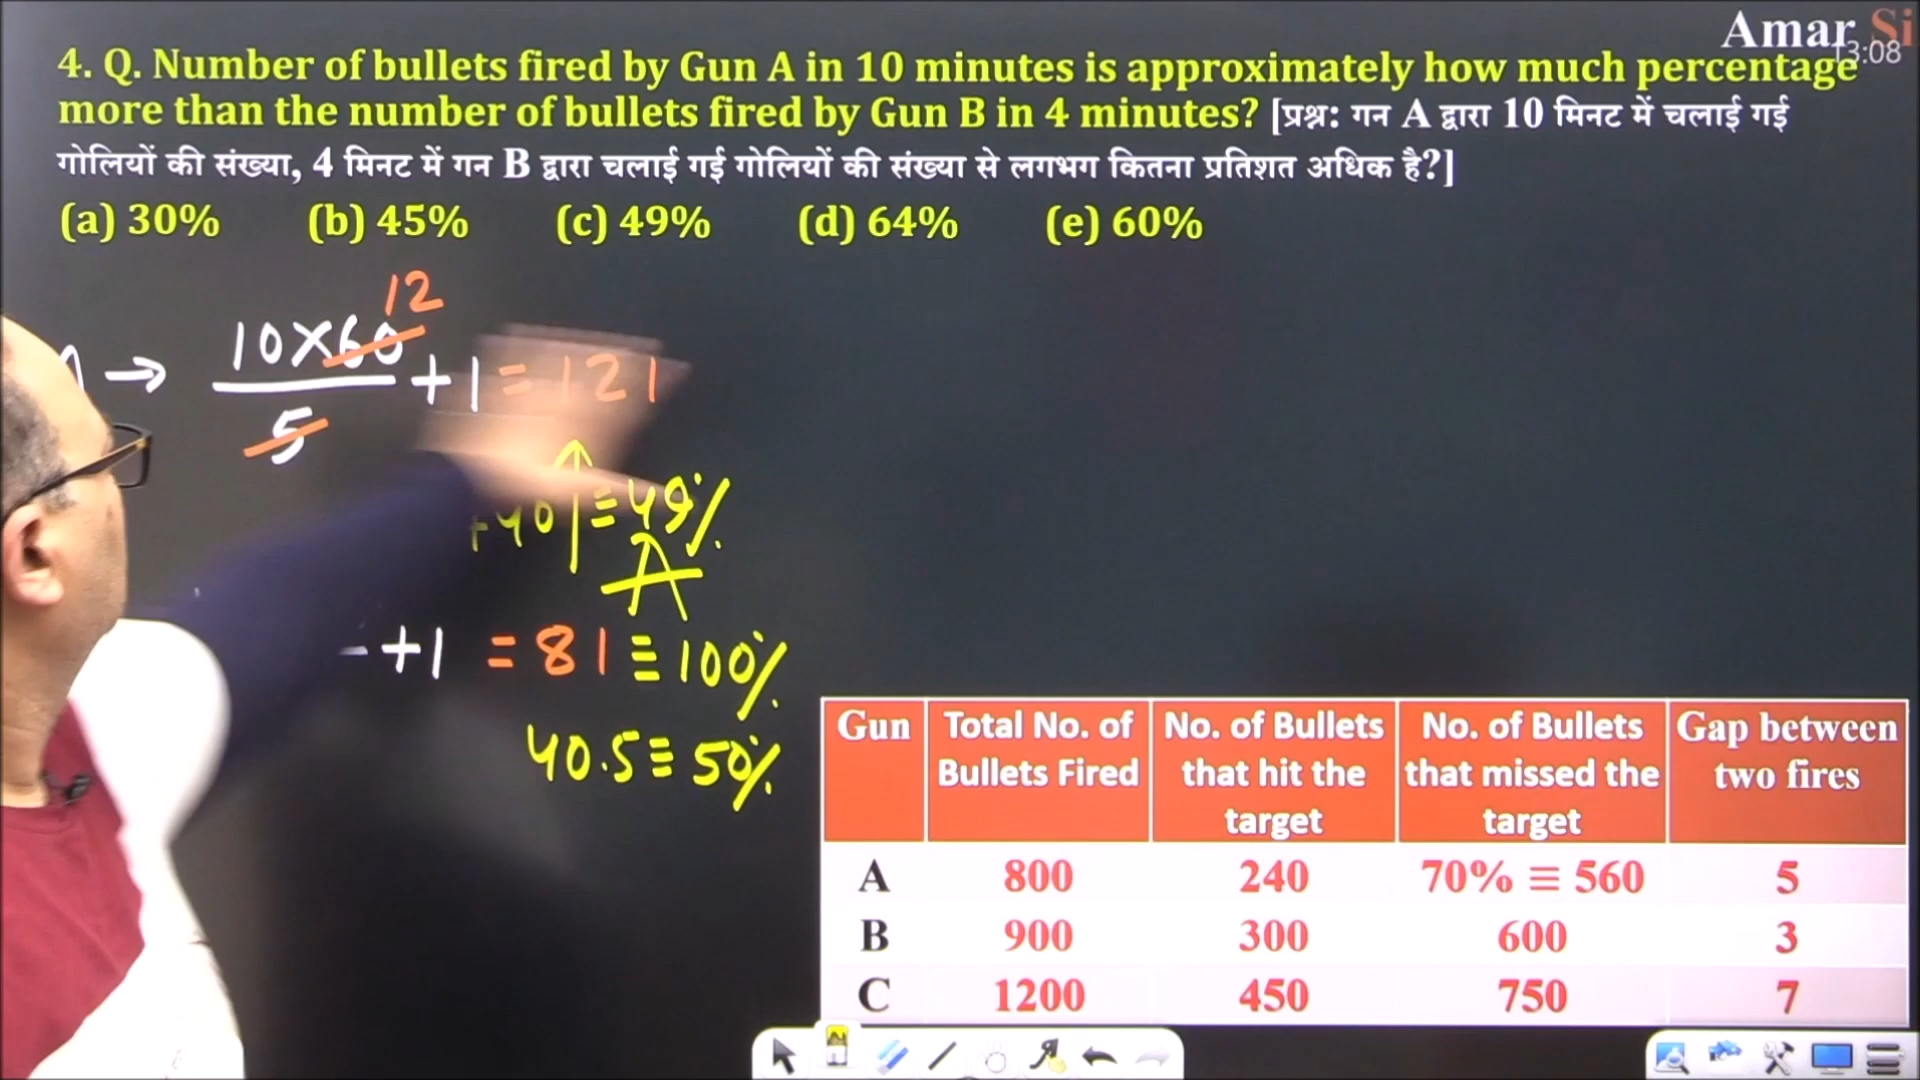 Amar Si
13:08
4. Q. Number of bullets fired by Gun A in 10 minutes is approximately how much percentage
more than the number of bullets fired by Gun B in 4 minutes? [प्रश्न: गन A द्वारा 10 मिनट में चलाई गई
गोलियों की संख्या, 4 मिनट में गन B द्वारा चलाई गई गोलियों की संख्या से लगभग कितना प्रतिशत अधिक है?]
(a) 30% (b) 45% (c) 49% (d) 64% (e) 60%
12
→ 10×60 +1 = 121
5
+40 ↑ ≡ 49%
+1 = 81 ≡ 100%
40.5 ≡ 50%
Gun Total No. of Bullets Fired No. of Bullets that hit the target No. of Bullets that missed the target Gap between two fires
A 800 240 70% ≡ 560 5
B 900 300 600 3
C 1200 450 750 7